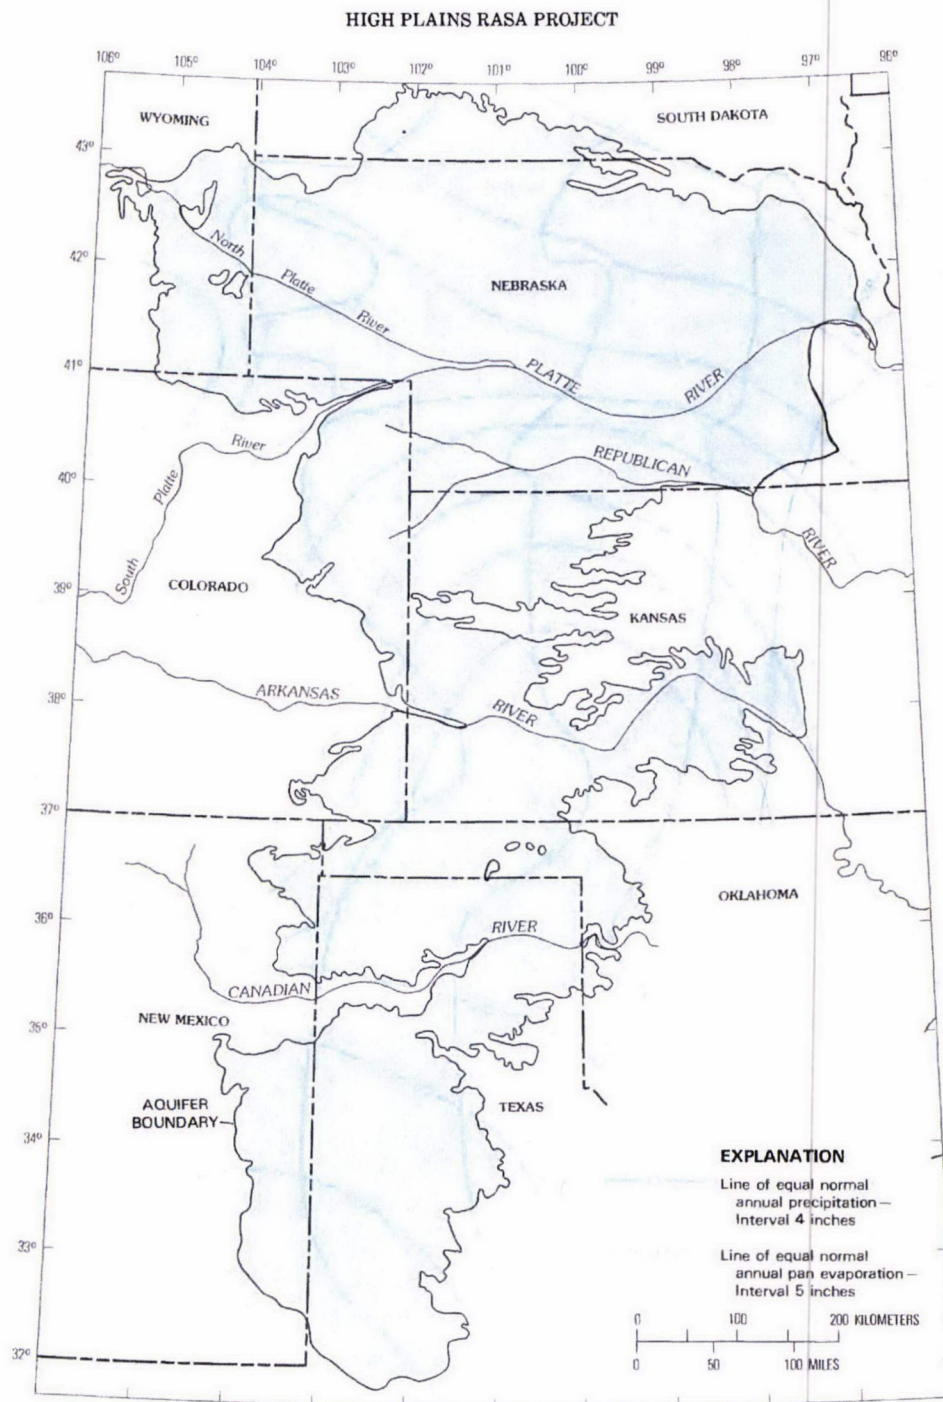 HIGH PLAINS RASA PROJECT
106° 105° 104° 103° 102° 101° 100° 99° 98° 97° 96°
WYOMING
SOUTH DAKOTA
43°
North
Platte
River
42°
NEBRASKA
41°
PLATTE
RIVER
South
Platte
River
REPUBLICAN
RIVER
40°
39°
COLORADO
KANSAS
ARKANSAS
RIVER
38°
37°
OKLAHOMA
36°
CANADIAN
RIVER
NEW MEXICO
35°
AQUIFER
BOUNDARY
TEXAS
34°
33°
32°
EXPLANATION
Line of equal normal
annual precipitation—
Interval 4 inches
Line of equal normal
annual pan evaporation—
Interval 5 inches
0 100 200 KILOMETERS
0 50 100 MILES